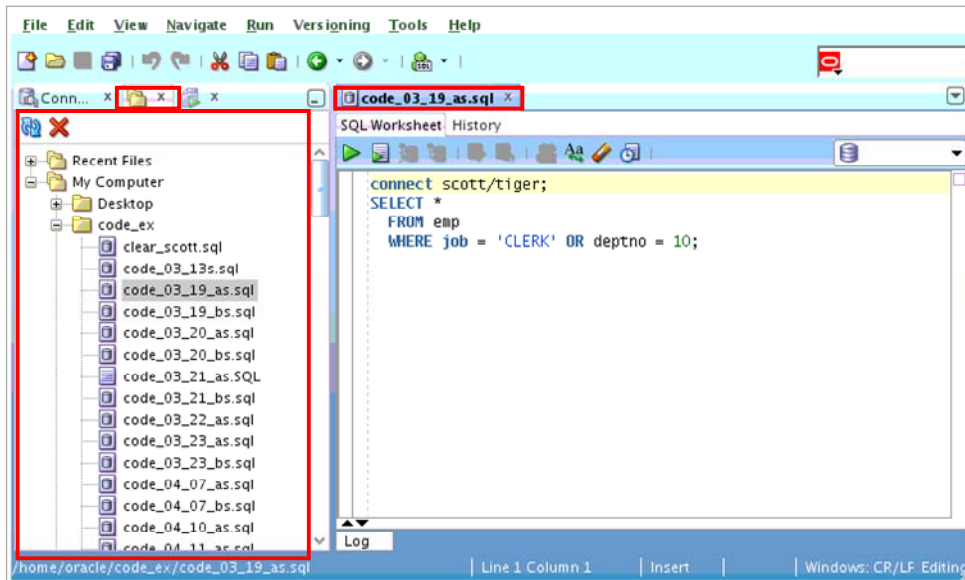 File Edit View Navigate Run Versioning Tools Help
SQL
Conn... x x x
code_03_19_as.sql x
SQL Worksheet History
Recent Files
My Computer
Desktop
code_ex
clear_scott.sql
code_03_13s.sql
code_03_19_as.sql
code_03_19_bs.sql
code_03_20_as.sql
code_03_20_bs.sql
code_03_21_as.SQL
code_03_21_bs.sql
code_03_22_as.sql
code_03_23_as.sql
code_03_23_bs.sql
code_04_07_as.sql
code_04_07_bs.sql
code_04_10_as.sql
code_04_11_as.sql
connect scott/tiger;
SELECT *
FROM emp
WHERE job = 'CLERK' OR deptno = 10;
Log
/home/oracle/code_ex/code_03_19_as.sql Line 1 Column 1 Insert Windows: CR/LF Editing